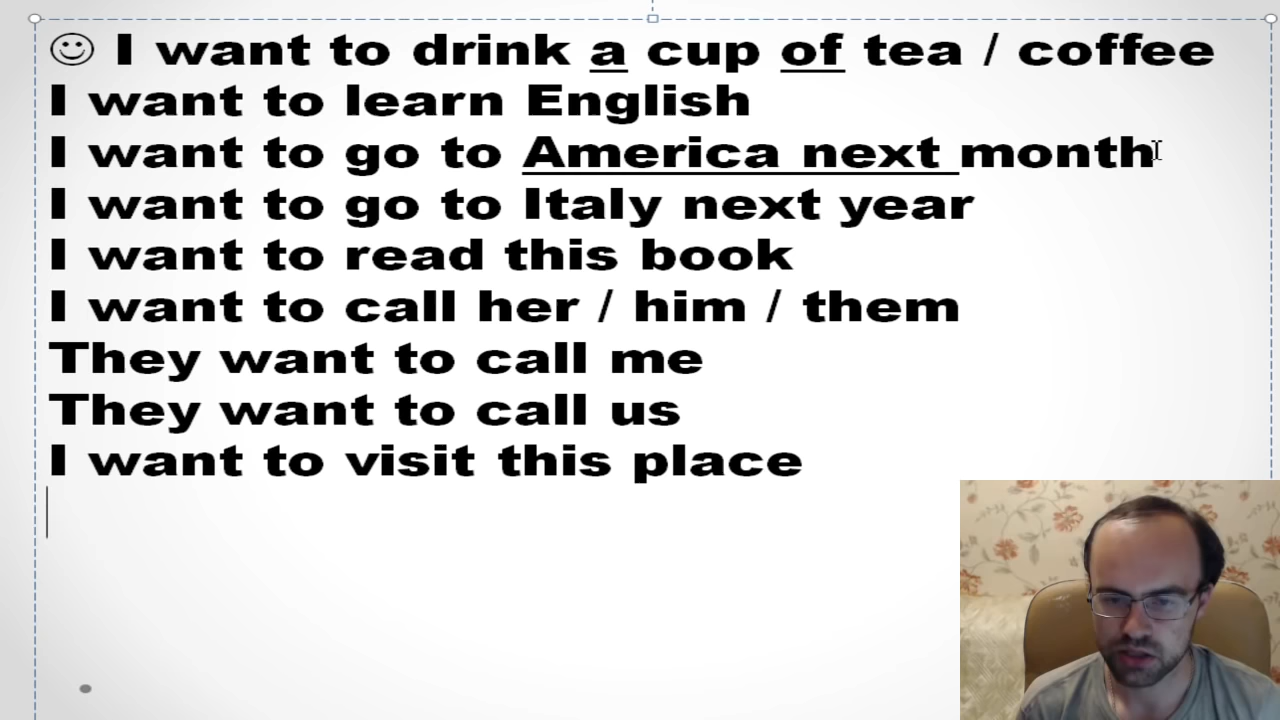 ☺ I want to drink a cup of tea / coffee
I want to learn English
I want to go to America next month
I want to go to Italy next year
I want to read this book
I want to call her / him / them
They want to call me
They want to call us
I want to visit this place